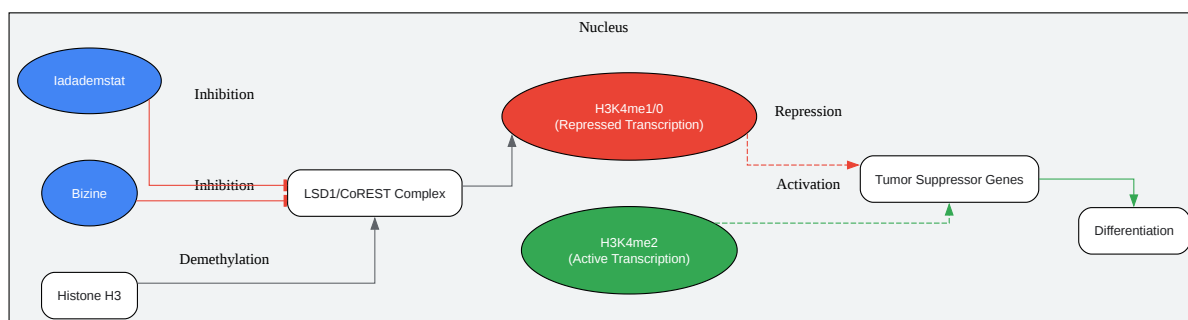 Nucleus
Iadademstat
Inhibition
H3K4me1/0
(Repressed Transcription)
Repression
Bizine
Inhibition
LSD1/CoREST Complex
Activation
Tumor Suppressor Genes
Demethylation
H3K4me2
(Active Transcription)
Differentiation
Histone H3